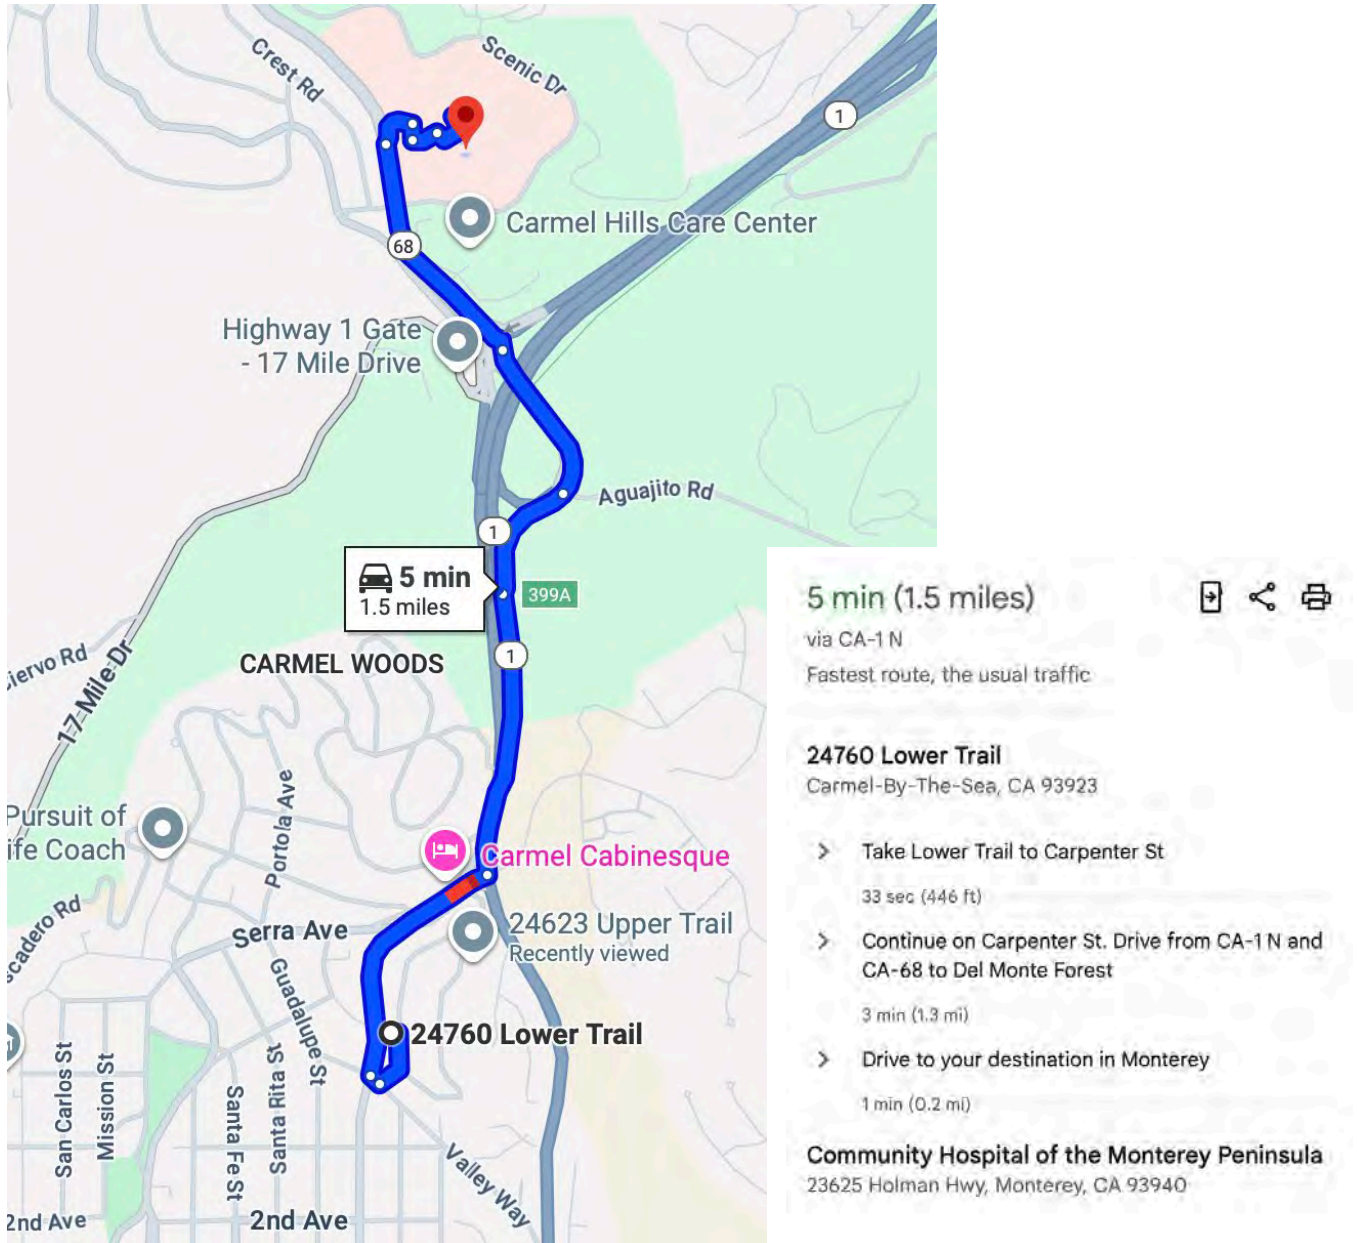 Crest Rd
Scenic Dr
1
Carmel Hills Care Center
68
Highway 1 Gate
- 17 Mile Drive
Aguajito Rd
1
5 min
1.5 miles
399A
1
CARMEL WOODS
iervo Rd
17 Mile Dr
Pursuit of
ife Coach
Portola Ave
Carmel Cabinesque
scadero Rd
Serra Ave
24623 Upper Trail
Recently viewed
Guadalupe St
24760 Lower Trail
San Carlos St
Mission St
Santa Fe St
Santa Rita St
Valley Way
2nd Ave
2nd Ave
5 min (1.5 miles)
via CA-1 N
Fastest route, the usual traffic
24760 Lower Trail
Carmel-By-The-Sea, CA 93923
Take Lower Trail to Carpenter St
33 sec (446 ft)
Continue on Carpenter St. Drive from CA-1 N and
CA-68 to Del Monte Forest
3 min (1.3 mi)
Drive to your destination in Monterey
1 min (0.2 mi)
Community Hospital of the Monterey Peninsula
23625 Holman Hwy, Monterey, CA 93940